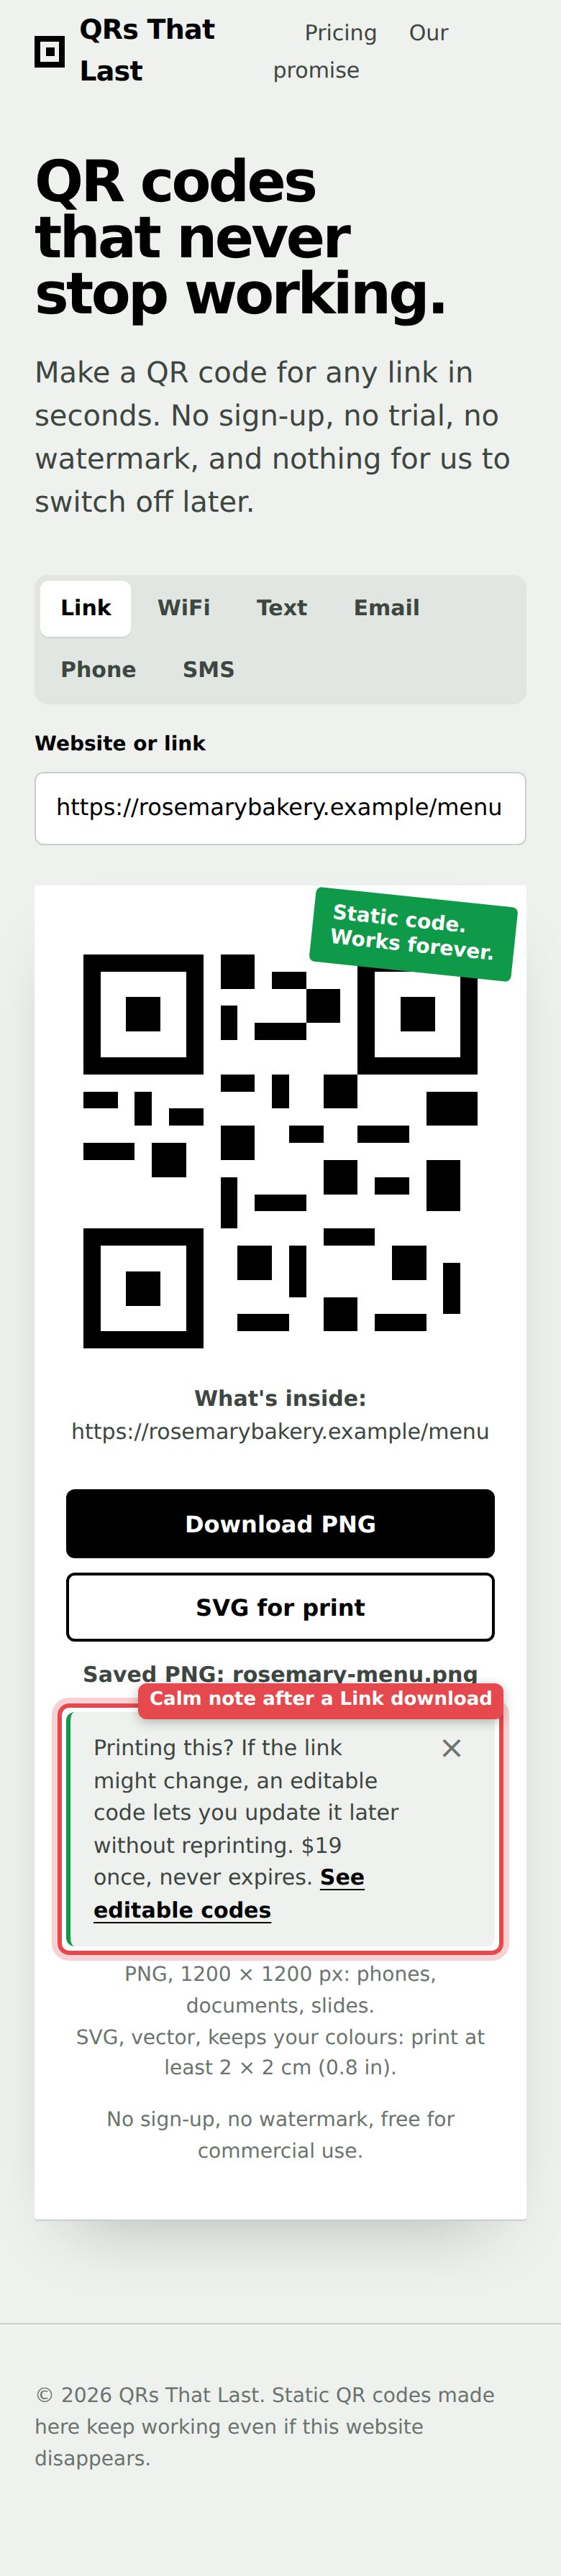 QRs That
Last
Pricing Our
promise
QR codes
that never
stop working.
Make a QR code for any link in
seconds. No sign-up, no trial, no
watermark, and nothing for us to
switch off later.
Link WiFi Text Email
Phone SMS
Website or link
https://rosemarybakery.example/menu
Static code.
Works forever.
What's inside:
https://rosemarybakery.example/menu
Download PNG
SVG for print
Saved PNG: rosemary-menu.png
Calm note after a Link download
Printing this? If the link
might change, an editable
code lets you update it later
without reprinting. $19
once, never expires. See
editable codes
×
PNG, 1200 × 1200 px: phones,
documents, slides.
SVG, vector, keeps your colours: print at
least 2 × 2 cm (0.8 in).
No sign-up, no watermark, free for
commercial use.
© 2026 QRs That Last. Static QR codes made
here keep working even if this website
disappears.